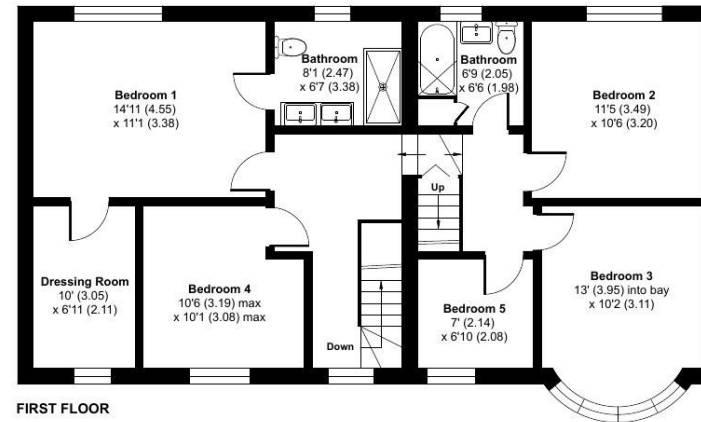 Bedroom 1
14'11 (4.55)
x 11'1 (3.38)
Bathroom
8'1 (2.47)
x 6'7 (3.38)
Bathroom
6'9 (2.05)
x 6'6 (1.98)
Bedroom 2
11'5 (3.49)
x 10'6 (3.20)
Up
Dressing Room
10' (3.05)
x 6'11 (2.11)
Bedroom 4
10'6 (3.19) max
x 10'1 (3.08) max
Down
Bedroom 5
7' (2.14)
x 6'10 (2.08)
Bedroom 3
13' (3.95) into bay
x 10'2 (3.11)
FIRST FLOOR